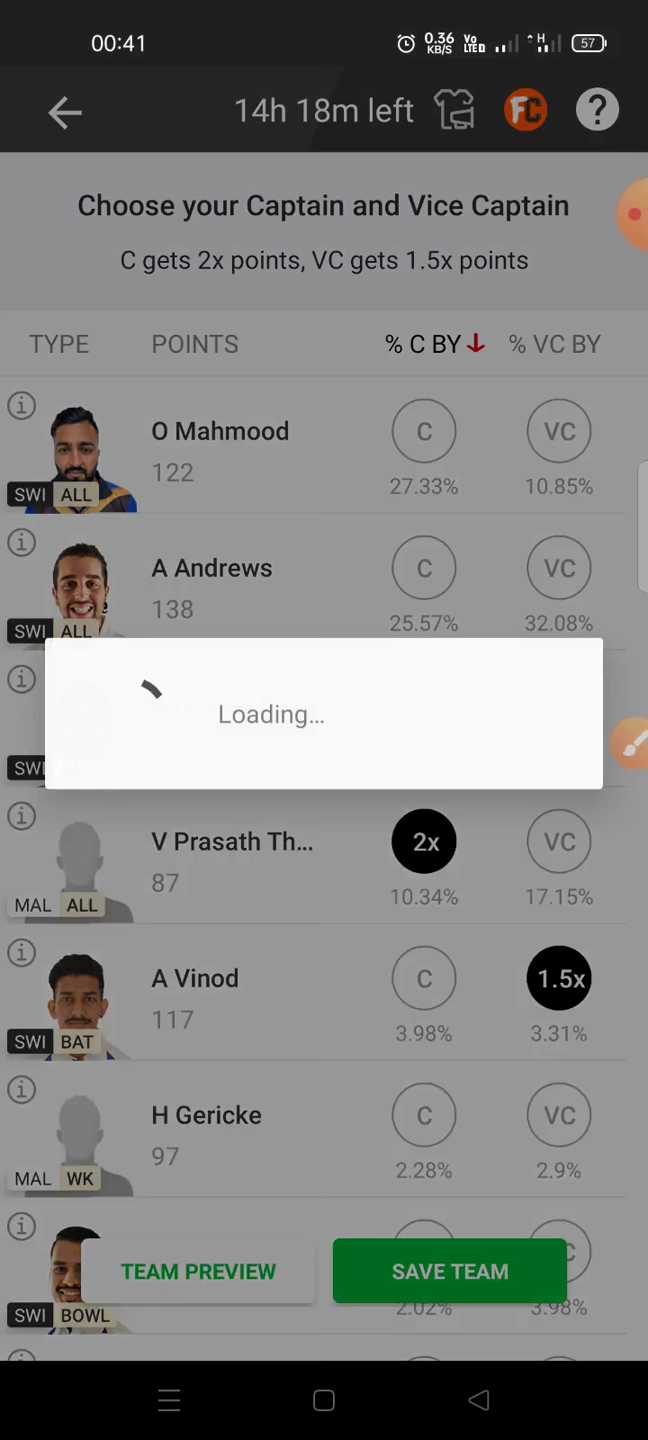 00:41 0.36 KB/S Vo LTED H 57
14h 18m left FC ?
Choose your Captain and Vice Captain
C gets 2x points, VC gets 1.5x points
TYPE POINTS % C BY % VC BY
O Mahmood C VC
122
SWI ALL 27.33% 10.85%
A Andrews C VC
138
SWI ALL 25.57% 32.08%
Loading...
SWI
V Prasath Th... 2x VC
87
MAL ALL 10.34% 17.15%
A Vinod C 1.5x
117
SWI BAT 3.98% 3.31%
H Gericke C VC
97
MAL WK 2.28% 2.9%
TEAM PREVIEW SAVE TEAM
SWI BOWL 2.02% 3.98%